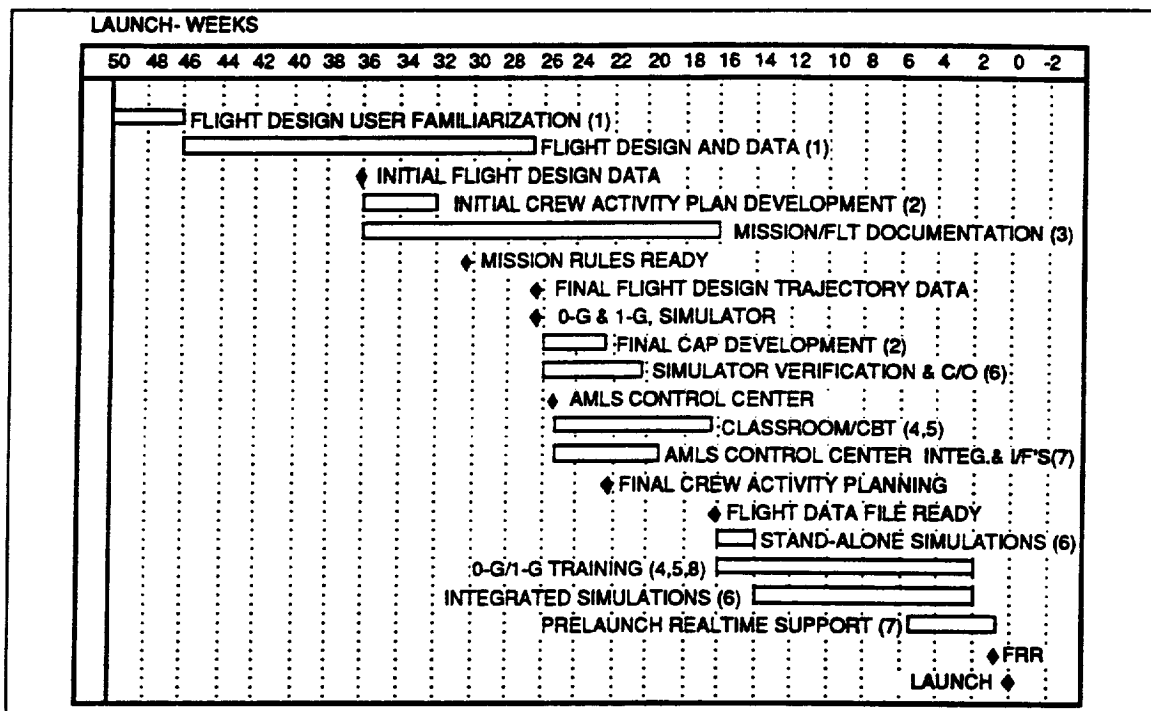 LAUNCH- WEEKS
50 48 46 44 42 40 38 36 34 32 30 28 26 24 22 20 18 16 14 12 10 8 6 4 2 0 -2
FLIGHT DESIGN USER FAMILIARIZATION (1)
FLIGHT DESIGN AND DATA (1)
INITIAL FLIGHT DESIGN DATA
INITIAL CREW ACTIVITY PLAN DEVELOPMENT (2)
MISSION/FLT DOCUMENTATION (3)
MISSION RULES READY
FINAL FLIGHT DESIGN TRAJECTORY DATA
0-G & 1-G, SIMULATOR
FINAL CAP DEVELOPMENT (2)
SIMULATOR VERIFICATION & C/O (6)
AMLS CONTROL CENTER
CLASSROOM/CBT (4,5)
AMLS CONTROL CENTER INTEG.& I/F'S(7)
FINAL CREW ACTIVITY PLANNING
FLIGHT DATA FILE READY
STAND-ALONE SIMULATIONS (6)
0-G/1-G TRAINING (4,5,8)
INTEGRATED SIMULATIONS (6)
PRELAUNCH REALTIME SUPPORT (7)
FRR
LAUNCH